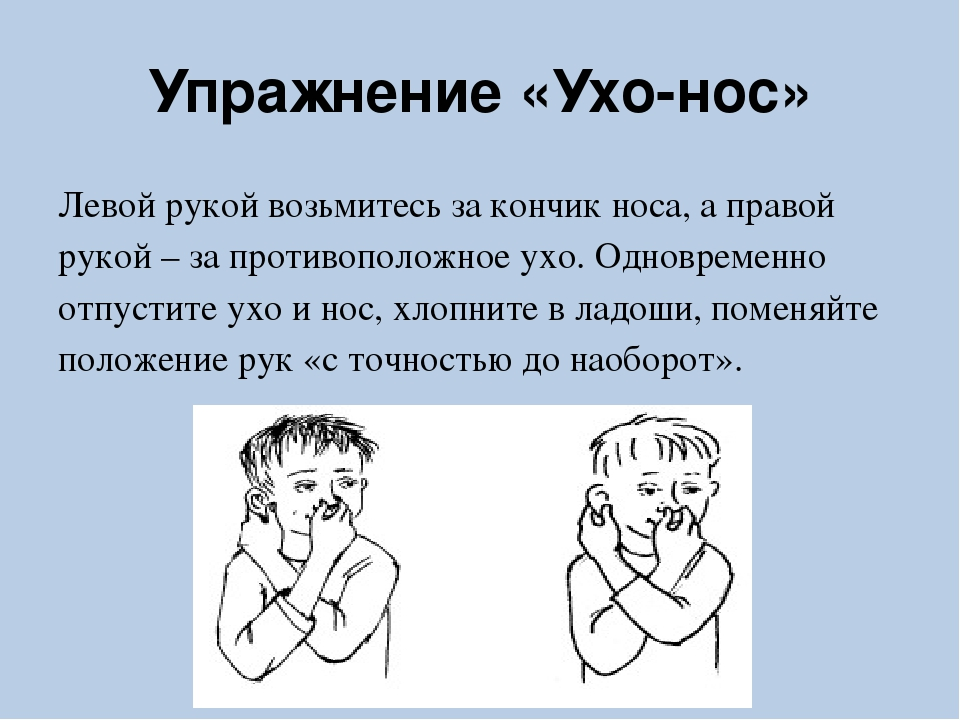 Упражнение «Ухо-нос»
Левой рукой возьмитесь за кончик носа, а правой
рукой – за противоположное ухо. Одновременно
отпустите ухо и нос, хлопните в ладоши, поменяйте
положение рук «с точностью до наоборот».